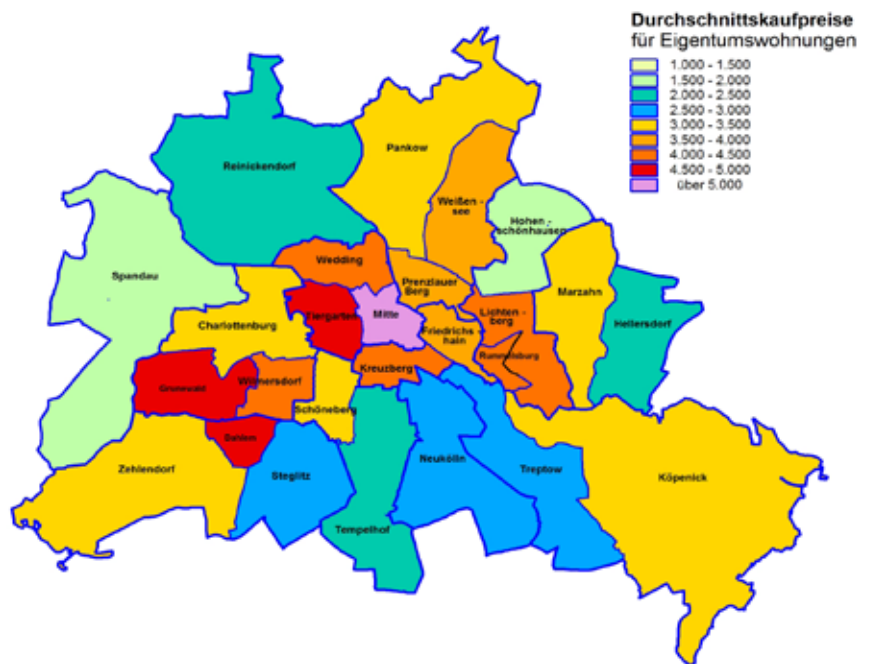 Durchschnittskaufpreise
für Eigentumswohnungen
1.000 - 1.500
1.500 - 2.000
2.000 - 2.500
2.500 - 3.000
3.000 - 3.500
3.500 - 4.000
4.000 - 4.500
4.500 - 5.000
über 5.000
Pankow
Reinickendorf
Weißen -
see
Hohen -
schönhausen
Wedding
Spandau
Prenzlauer
Berg
Marzahn
Tiergarten
Mitte
Lichten -
berg
Charlottenburg
Friedrichs -
hain
Hellersdorf
Rummelsburg
Kreuzberg
Grunewald
Wilmersdorf
Schöneberg
Dahlem
Zehlendorf
Steglitz
Neukölln
Treptow
Köpenick
Tempelhof